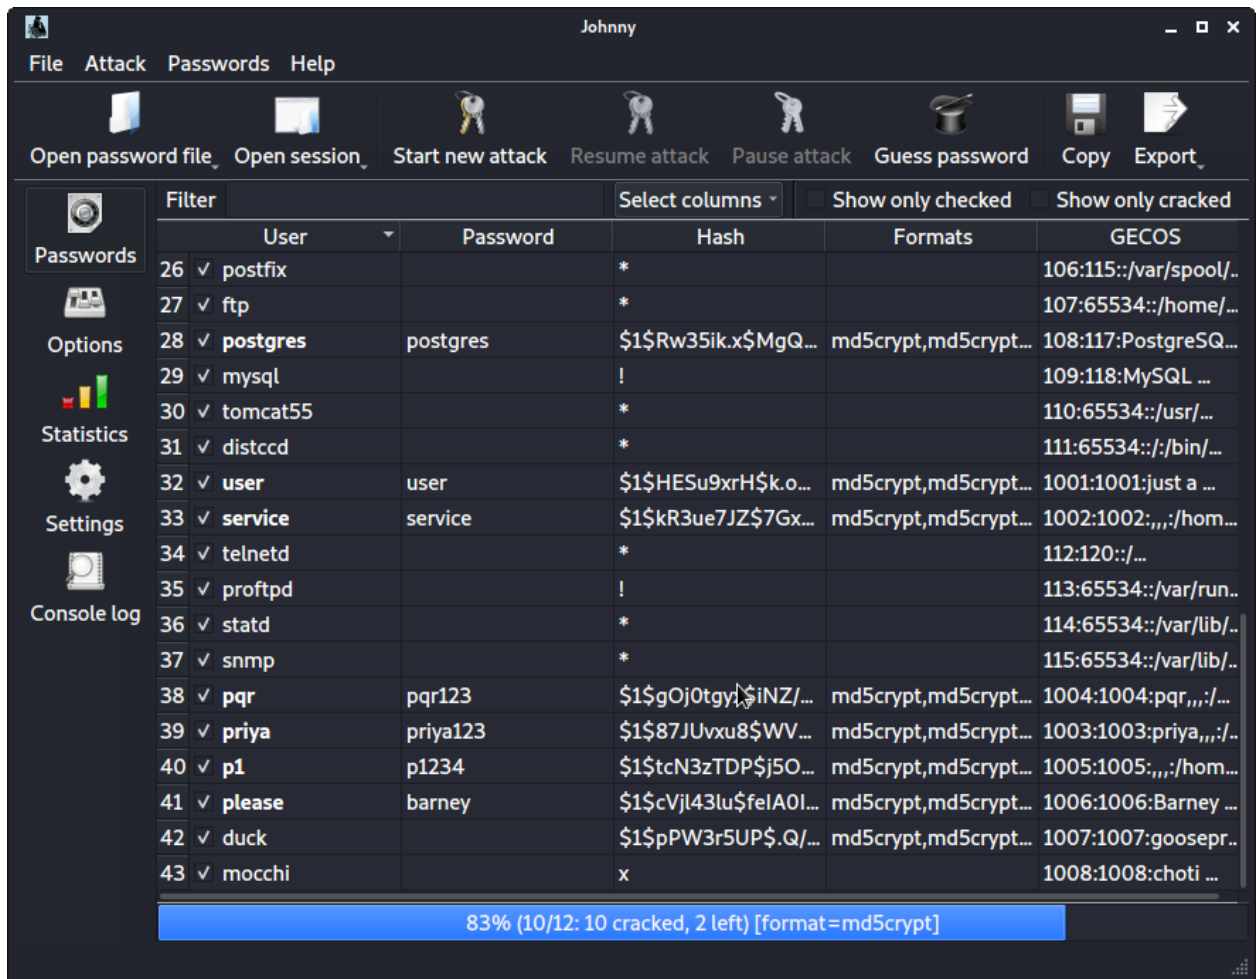 Johnny
File Attack Passwords Help
Open password file Open session Start new attack Resume attack Pause attack Guess password Copy Export
Filter Select columns Show only checked Show only cracked
Passwords
Options
Statistics
Settings
Console log
User Password Hash Formats GECOS
26 postfix * 106:115::/var/spool/..
27 ftp * 107:65534::/home/...
28 postgres postgres $1$Rw35ik.x$MgQ... md5crypt,md5crypt... 108:117:PostgreSQ...
29 mysql ! 109:118:MySQL ...
30 tomcat55 * 110:65534::/usr/...
31 distccd * 111:65534::/:/bin/...
32 user user $1$HESu9xrH$k.o... md5crypt,md5crypt... 1001:1001:just a ...
33 service service $1$kR3ue7JZ$7Gx... md5crypt,md5crypt... 1002:1002:,,,:/hom...
34 telnetd * 112:120::/...
35 proftpd ! 113:65534::/var/run..
36 statd * 114:65534::/var/lib/..
37 snmp * 115:65534::/var/lib/..
38 pqr pqr123 md5crypt,md5crypt... 1004:1004:pqr,,,:/...
39 priya priya123 $1$87JUvxu8$WV... md5crypt,md5crypt... 1003:1003:priya,,,:/..
40 p1 p1234 $1$tcN3zTDP$j5O... md5crypt,md5crypt... 1005:1005:,,,:/hom...
41 please barney md5crypt,md5crypt... 1006:1006:Barney ...
42 duck $1$pPW3r5UP$.Q/... md5crypt,md5crypt... 1007:1007:goosepr..
43 mocchi x 1008:1008:choti ...
83% (10/12: 10 cracked, 2 left) [format=md5crypt]